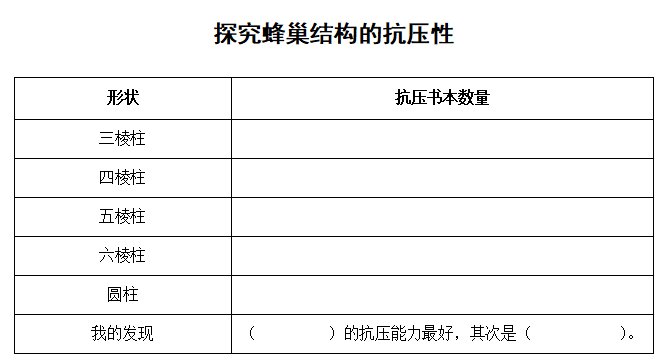 探究蜂巢结构的抗压性
形状 抗压书本数量
三棱柱
四棱柱
五棱柱
六棱柱
圆柱
我的发现 （ ）的抗压能力最好，其次是（ ）。